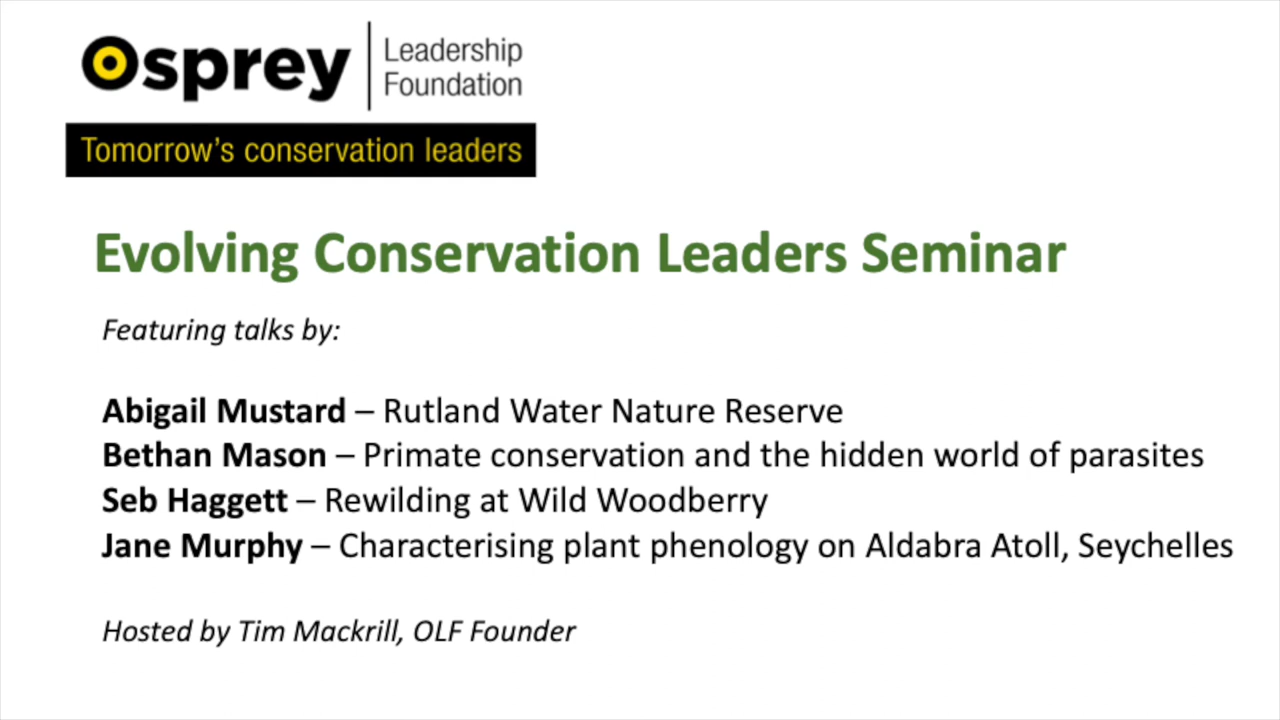 Osprey
Leadership
Foundation
Tomorrow's conservation leaders
Evolving Conservation Leaders Seminar
Featuring talks by:
Abigail Mustard – Rutland Water Nature Reserve
Bethan Mason – Primate conservation and the hidden world of parasites
Seb Haggett – Rewilding at Wild Woodberry
Jane Murphy – Characterising plant phenology on Aldabra Atoll, Seychelles
Hosted by Tim Mackrill, OLF Founder